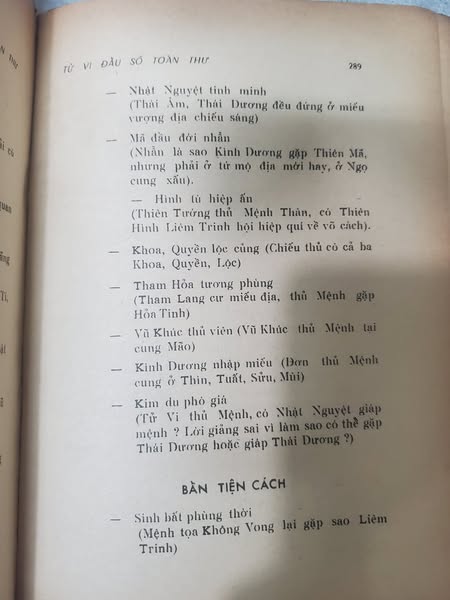 TỬ VI ĐẨU SỐ TOÀN THƯ 289
— Nhật Nguyệt tinh minh
(Thái Âm, Thái Dương đều đứng ở miếu
vượng địa chiếu sáng)
— Mã đầu đới nhẫn
(Nhẫn là sao Kình Dương gặp Thiên Mã,
nhưng phải ở tứ mộ địa mới hay, ở Ngọ
cung xấu).
— Hình tù hiệp ấn
(Thiên Tướng thủ Mệnh Thân, có Thiên
Hình Liêm Trinh hội hiệp quí về võ cách).
— Khoa, Quyền lộc củng (Chiếu thủ có cả ba
Khoa, Quyền, Lộc)
— Tham Hỏa tương phùng
(Tham Lang cư miếu địa, thủ Mệnh gặp
Hỏa Tinh)
— Vũ Khúc thủ viên (Vũ Khúc thủ Mệnh tại
cung Mão)
— Kình Dương nhập miếu (Đơn thủ Mệnh
cung ở Thìn, Tuất, Sửu, Mùi)
— Kim dư phò giá
(Tử Vi thủ Mệnh, có Nhật Nguyệt giáp
mệnh ? Lời giảng sai vì làm sao có thể gặp
Thái Dương hoặc giáp Thái Dương ?)
BẦN TIỆN CÁCH
— Sinh bất phùng thời
(Mệnh tọa Không Vong lại gặp sao Liêm
Trinh)